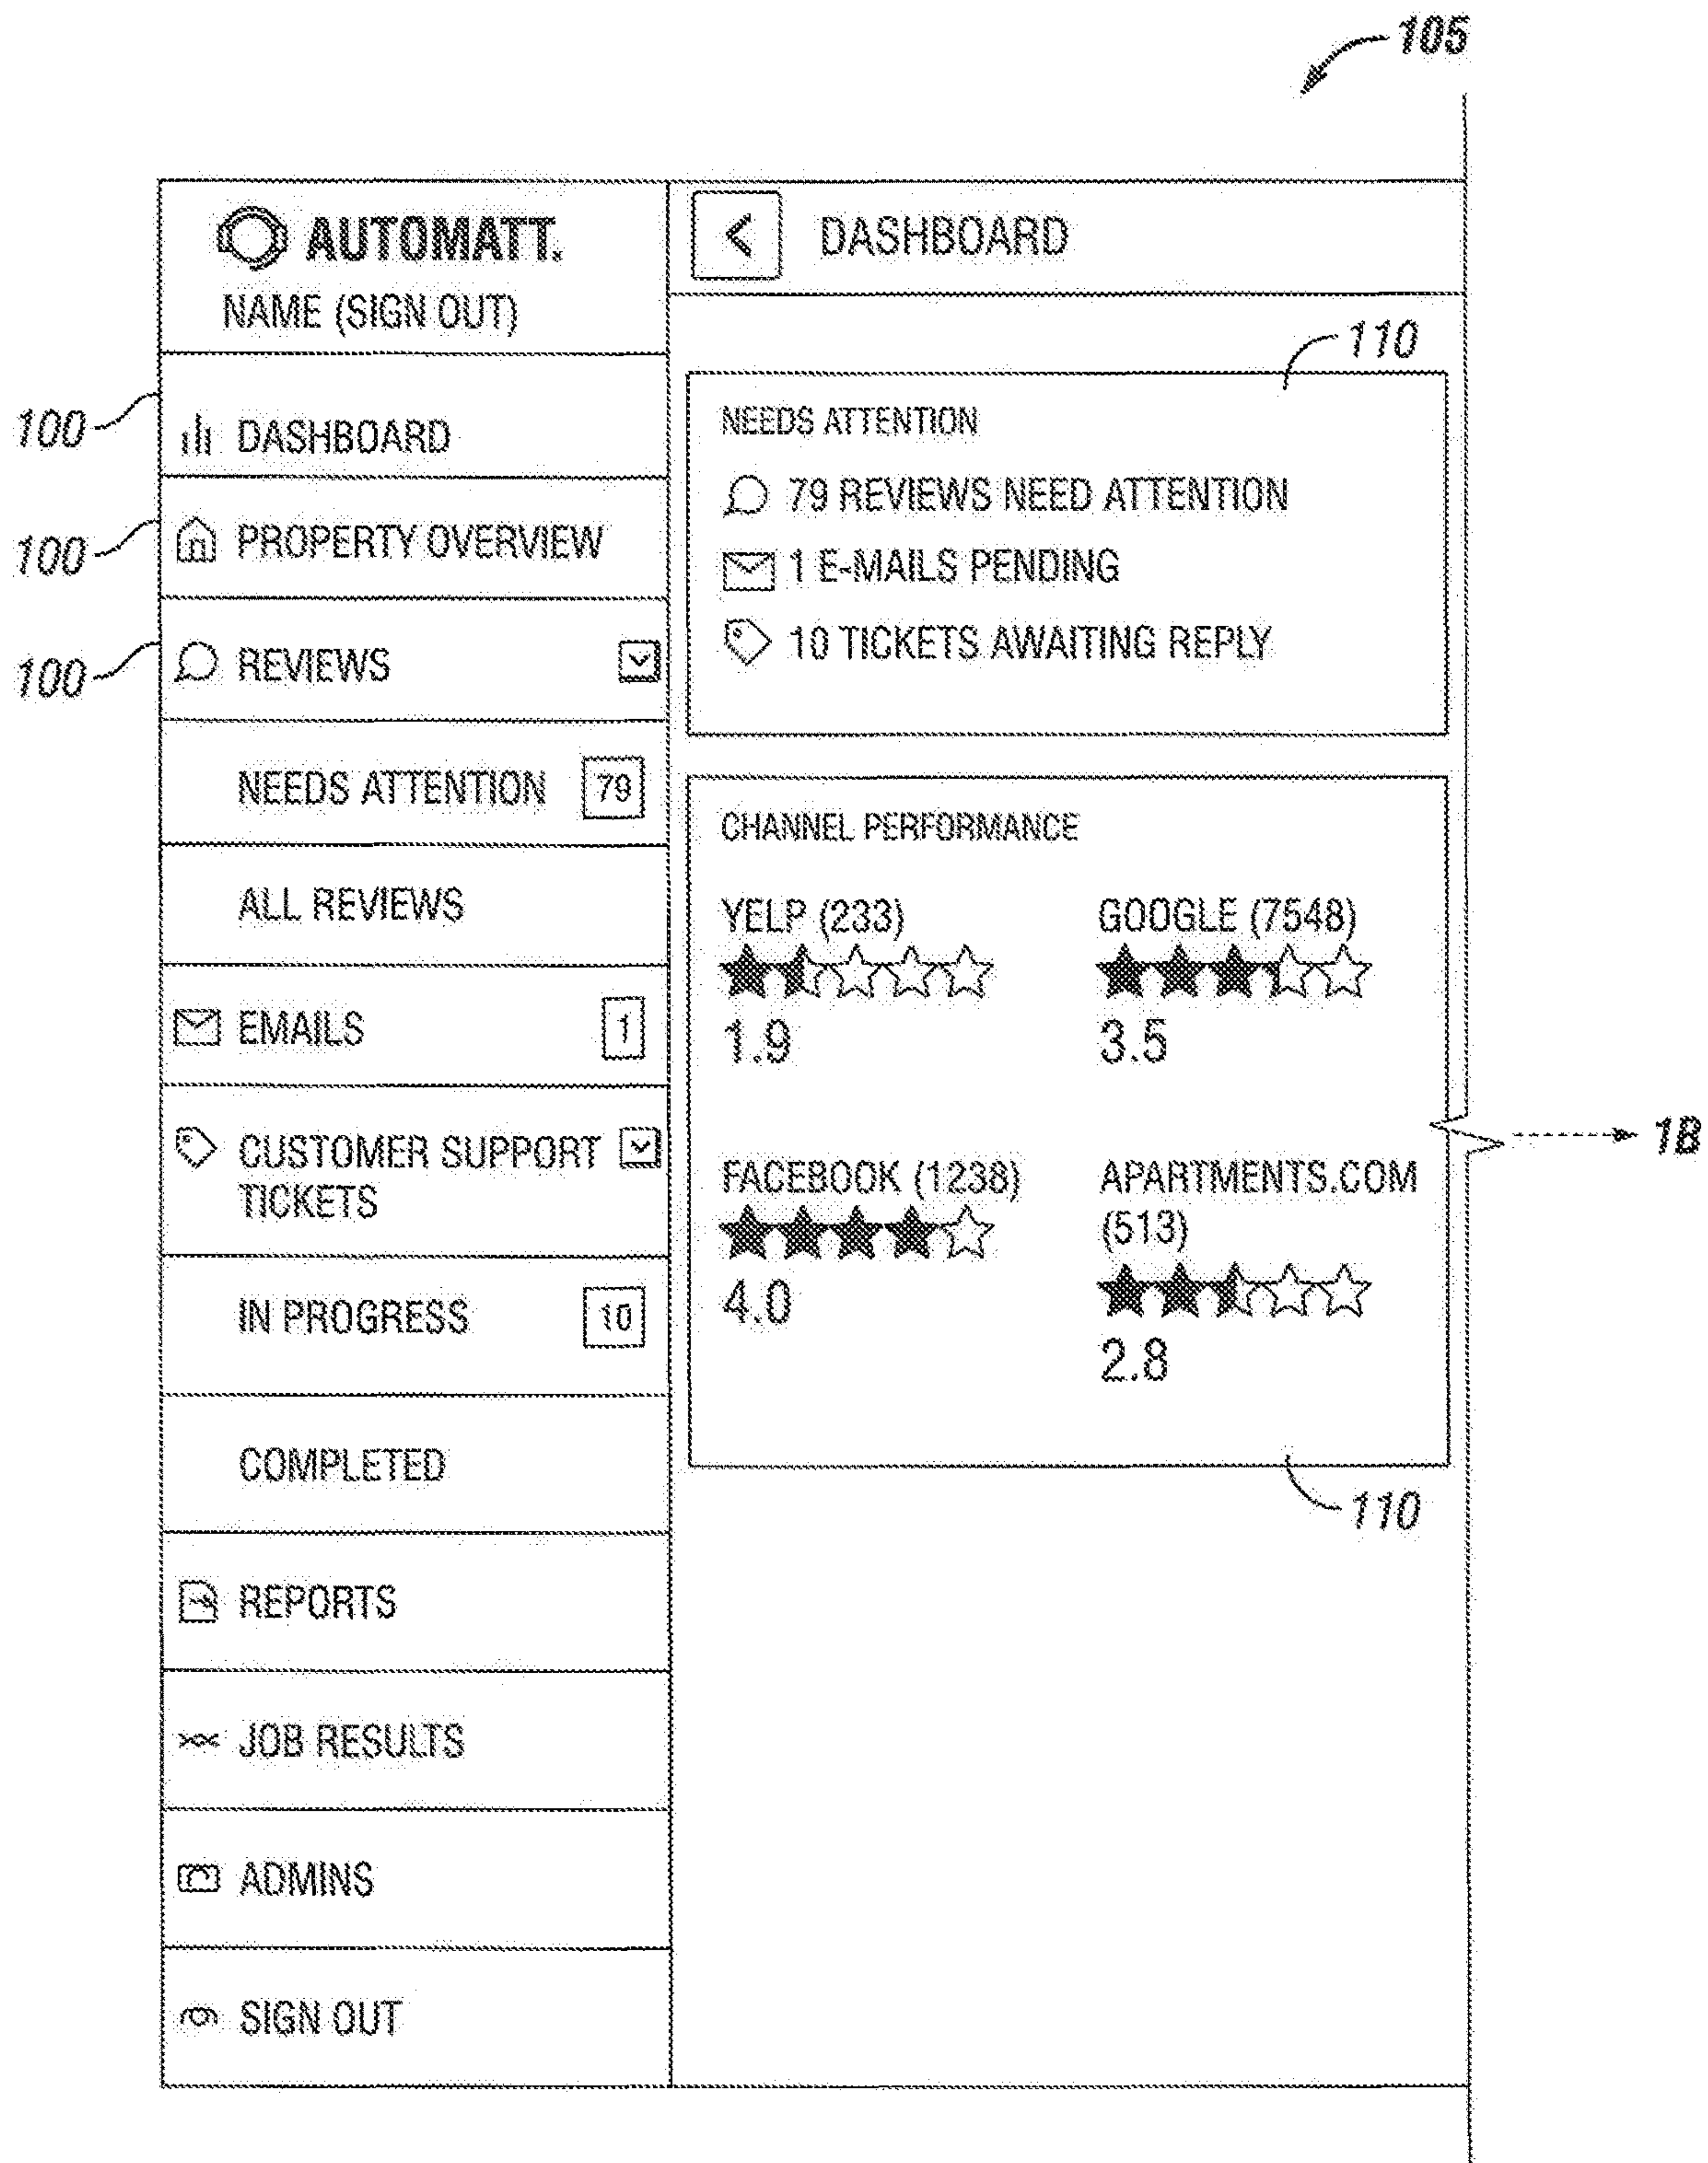 105
AUTOMATT.
NAME (SIGN OUT)
100 DASHBOARD
100 PROPERTY OVERVIEW
100 REVIEWS
NEEDS ATTENTION 79
ALL REVIEWS
EMAILS 1
CUSTOMER SUPPORT
TICKETS
IN PROGRESS 10
COMPLETED
REPORTS
JOB RESULTS
ADMINS
SIGN OUT
< DASHBOARD
110
NEEDS ATTENTION
79 REVIEWS NEED ATTENTION
1 E-MAILS PENDING
10 TICKETS AWAITING REPLY
CHANNEL PERFORMANCE
YELP (233)
1.9
GOOGLE (7548)
3.5
FACEBOOK (1238)
4.0
APARTMENTS.COM
(513)
2.8
110
1B